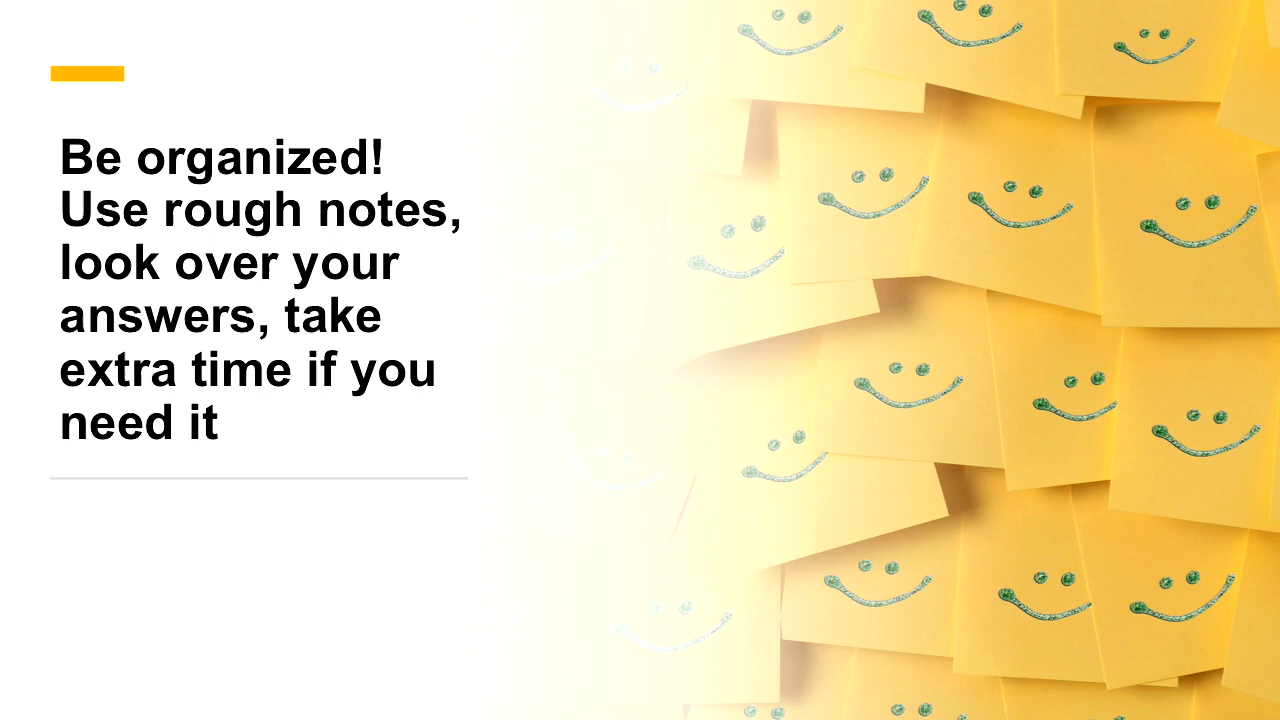 Be organized!
Use rough notes,
look over your
answers, take
extra time if you
need it